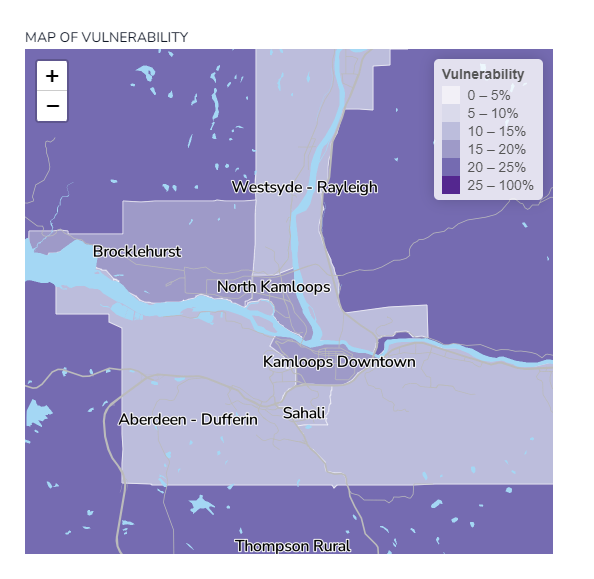 MAP OF VULNERABILITY
+
−
Vulnerability
0 – 5%
5 – 10%
10 – 15%
15 – 20%
20 – 25%
25 – 100%
Westsyde - Rayleigh
Brocklehurst
North Kamloops
Kamloops Downtown
Aberdeen - Dufferin
Sahali
Thompson Rural